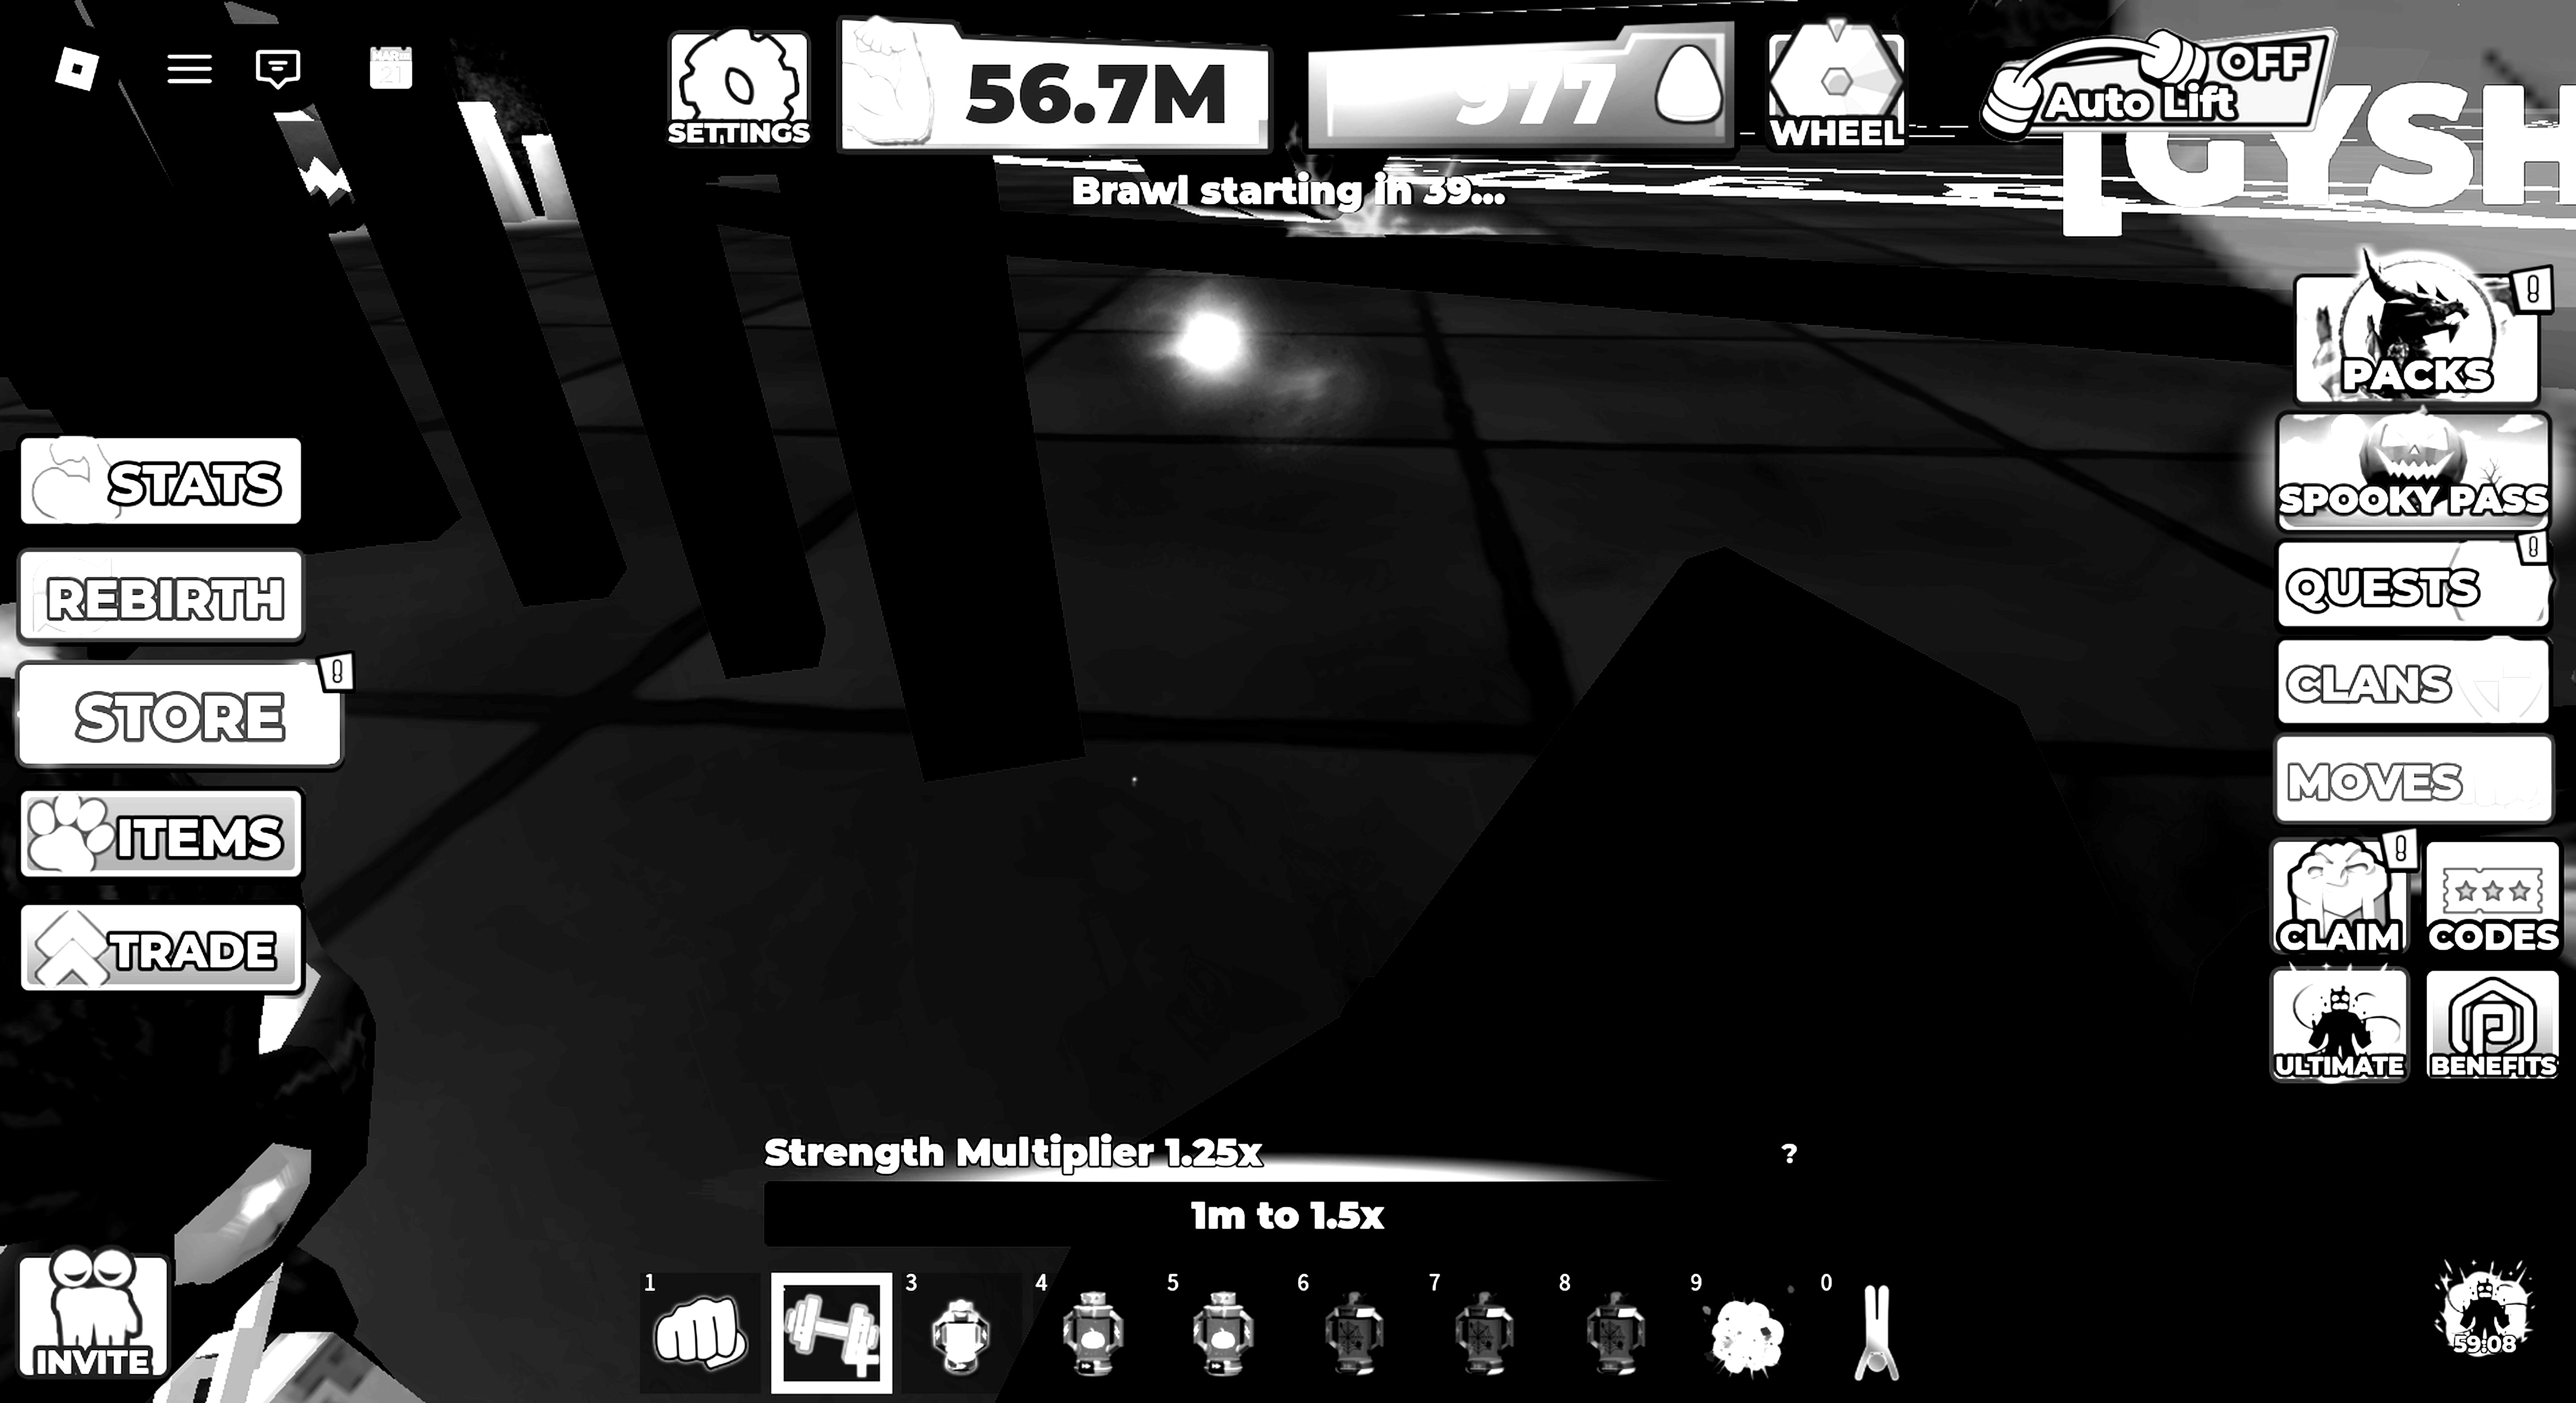 MAR
21
SETTINGS
56.7M
977
WHEEL
OFF
Auto Lift
Brawl starting in 39...
PACKS
SPOOKY PASS
QUESTS
CLANS
MOVES
CLAIM
CODES
ULTIMATE
BENEFITS
STATS
REBIRTH
STORE
ITEMS
TRADE
INVITE
Strength Multiplier 1.25x
?
1m to 1.5x
1
3
4
5
6
7
8
9
0
59:08